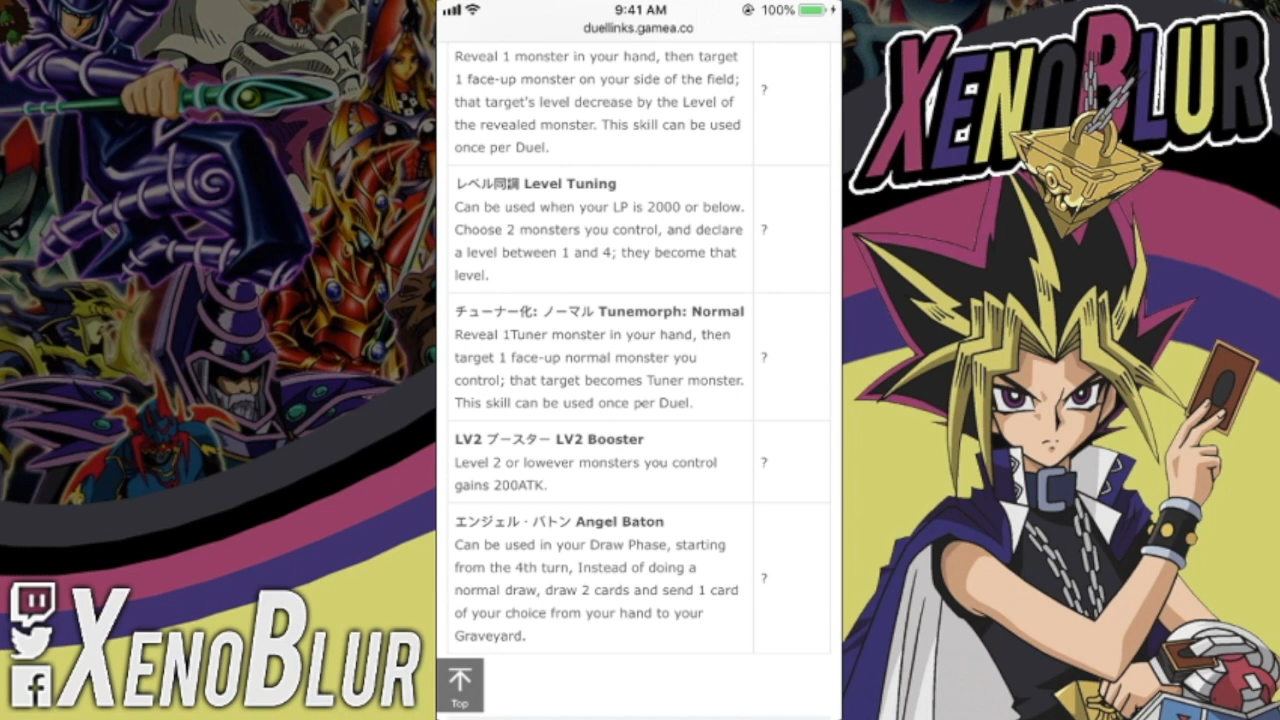 9:41 AM
100%
duellinks.gamea.co
Reveal 1 monster in your hand, then target
1 face-up monster on your side of the field;
that target's level decrease by the Level of
the revealed monster. This skill can be used
once per Duel.
?
レベル同調 Level Tuning
Can be used when your LP is 2000 or below.
Choose 2 monsters you control, and declare
a level between 1 and 4; they become that
level.
?
チューナー化: ノーマル Tunemorph: Normal
Reveal 1Tuner monster in your hand, then
target 1 face-up normal monster you
control; that target becomes Tuner monster.
This skill can be used once per Duel.
?
LV2 ブースター LV2 Booster
Level 2 or lowever monsters you control
gains 200ATK.
?
エンジェル・バトン Angel Baton
Can be used in your Draw Phase, starting
from the 4th turn, Instead of doing a
normal draw, draw 2 cards and send 1 card
of your choice from your hand to your
Graveyard.
?
Top
XENOBLUR
XENOBLUR